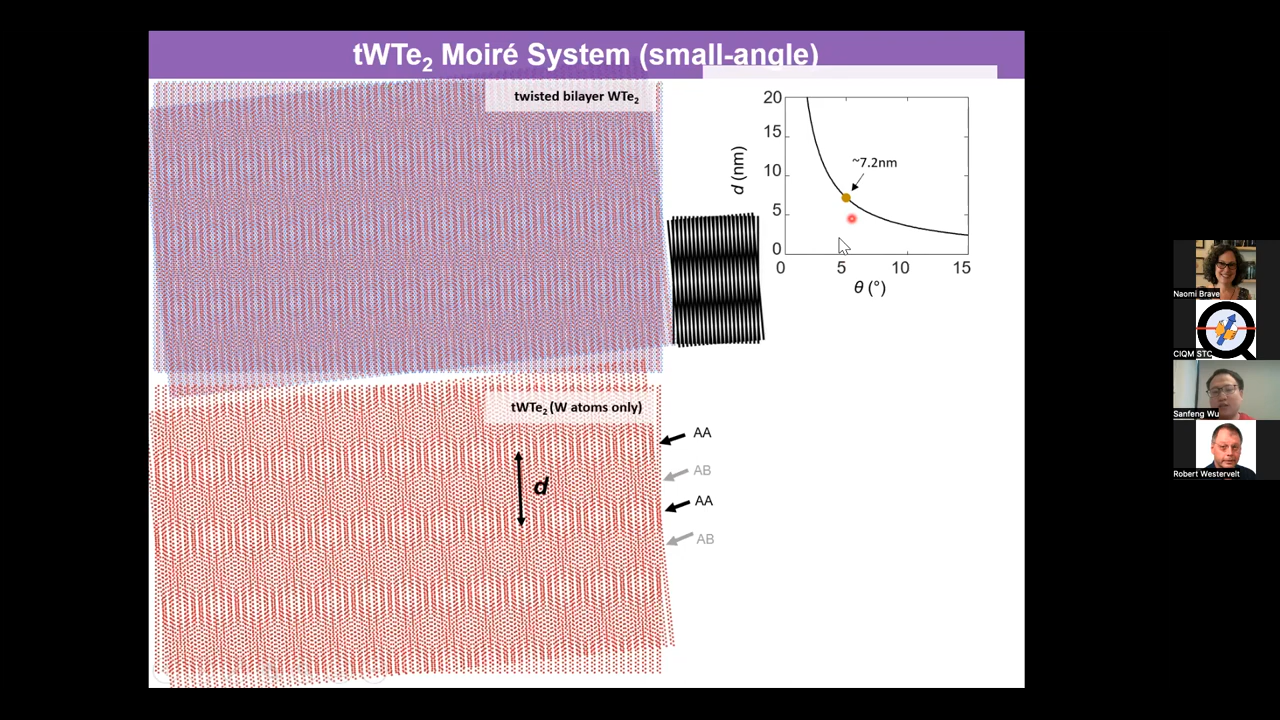 tWTe₂ Moiré System (small-angle)
twisted bilayer WTe₂
20
15
10
5
0
d (nm)
~7.2nm
0
5
10
15
θ (°)
tWTe₂ (W atoms only)
d
AA
AB
AA
AB
Naomi Brave
CIQM STC
Sanfeng Wu
Robert Westervelt